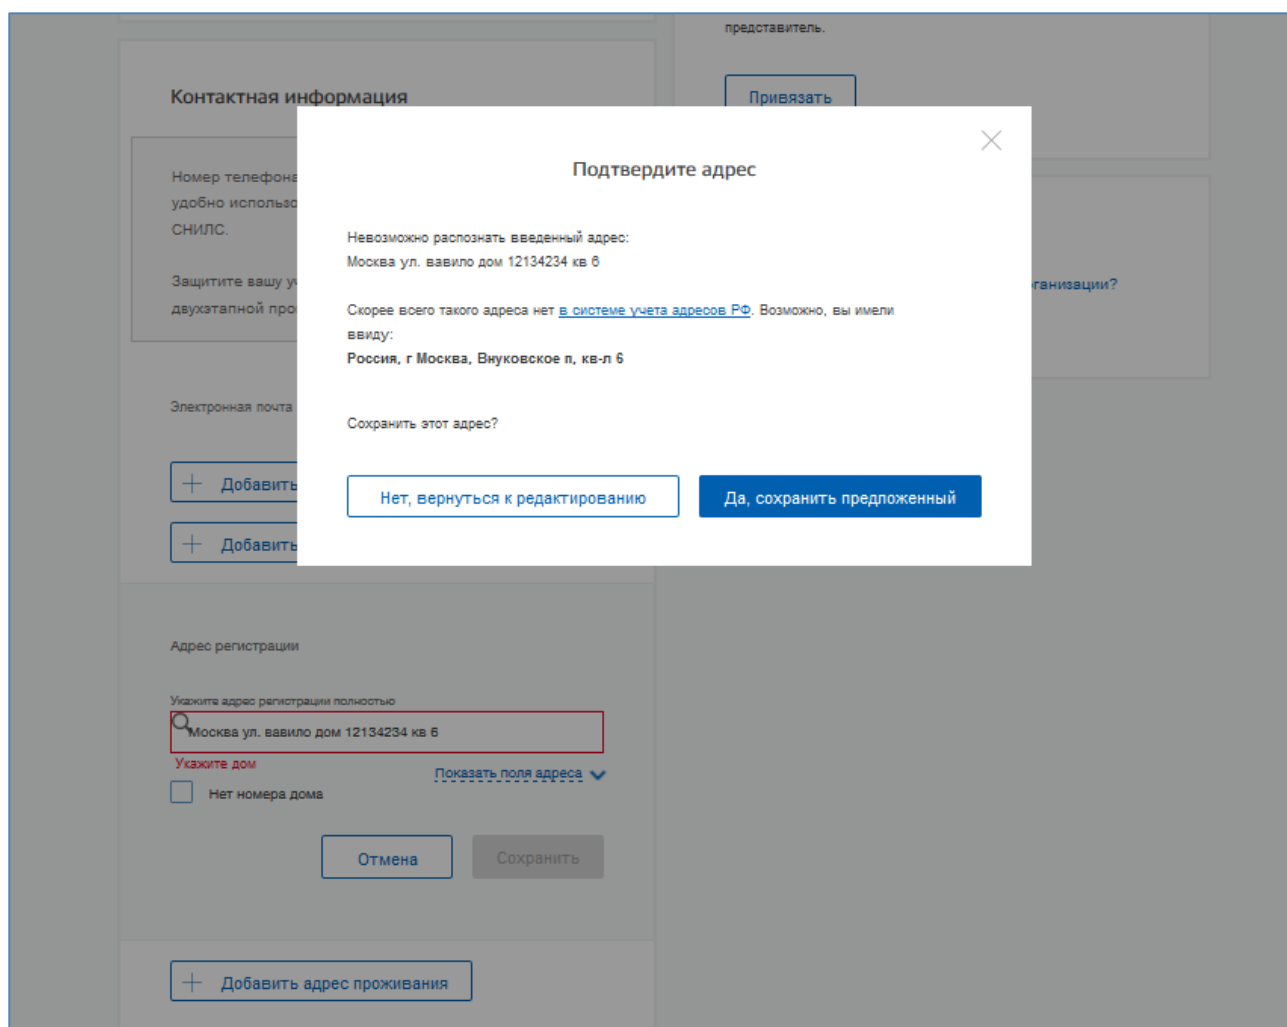 представитель.
Контактная информация
Привязать
Подтвердите адрес
Номер телефона
удобно использо
СНИЛС.
Невозможно распознать введенный адрес:
Москва ул. вавило дом 12134234 кв 6
Защитите вашу у
двухэтапной про
ганизации?
Скорее всего такого адреса нет в системе учета адресов РФ. Возможно, вы имели
ввиду:
Россия, г Москва, Внуковское п, кв-л 6
Электронная почта
Сохранить этот адрес?
Добавить
Нет, вернуться к редактированию
Да, сохранить предложенный
Добавить
Адрес регистрации
Укажите адрес регистрации полностью
Москва ул. вавило дом 12134234 кв 6
Укажите дом
Показать поля адреса
Нет номера дома
Отмена
Сохранить
Добавить адрес проживания